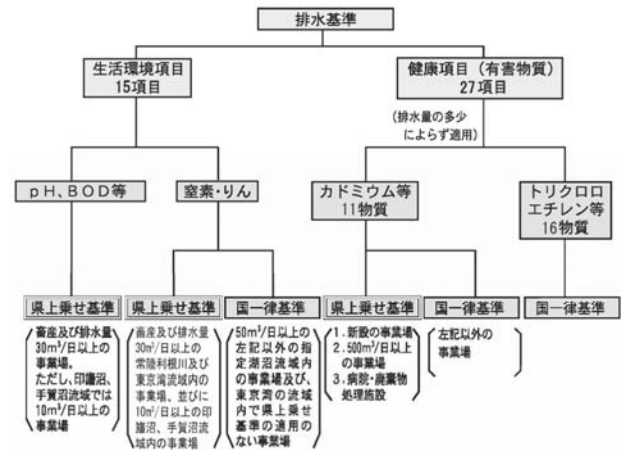 排水基準
生活環境項目
15項目
健康項目(有害物質)
27項目
(排水量の多少
によらず適用)
pH、BOD等
窒素・りん
カドミウム等
11物質
トリクロロ
エチレン等
16物質
県上乗せ基準
畜産及び排水量
30m³/日以上の
事業場。
ただし、印旛沼、
手賀沼流域では
10m³/日以上の
事業場
県上乗せ基準
畜産及び排水量
30m³/日以上の
常陸利根川及び
東京湾流域内の
事業場、並びに
10m³/日以上の印
旛沼、手賀沼流
域内の事業場
国一律基準
50m³/日以上の
左記以外の指
定湖沼流域内
の事業場及び、
東京湾の流域
内で県上乗せ
基準の適用の
ない事業場
県上乗せ基準
1.新設の事業場
2.500m³/日以上
の事業場
3.病院・廃棄物
処理施設
国一律基準
左記以外の
事業場
国一律基準